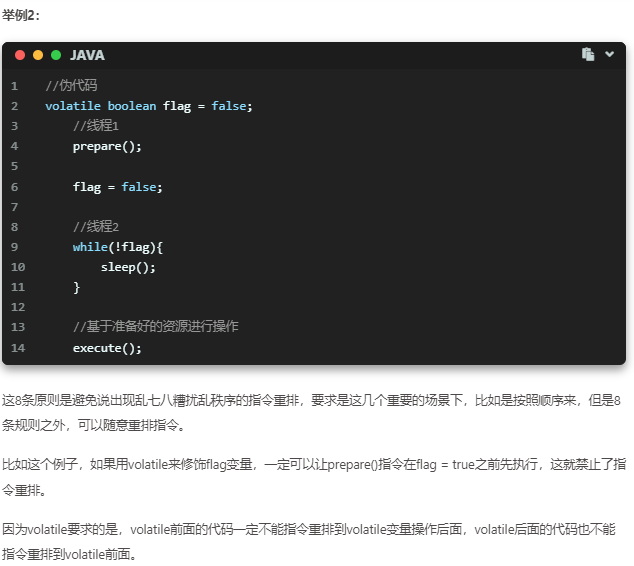 举例2：
JAVA
1 //伪代码
2 volatile boolean flag = false;
3 //线程1
4 prepare();
5
6 flag = false;
7
8 //线程2
9 while(!flag){
10 sleep();
11 }
12
13 //基于准备好的资源进行操作
14 execute();
这8条原则是避免说出现乱七八糟扰乱秩序的指令重排，要求是这几个重要的场景下，比如是按照顺序来，但是8
条规则之外，可以随意重排指令。
比如这个例子，如果用volatile来修饰flag变量，一定可以让prepare()指令在flag = true之前先执行，这就禁止了指
令重排。
因为volatile要求的是，volatile前面的代码一定不能指令重排到volatile变量操作后面，volatile后面的代码也不能
指令重排到volatile前面。